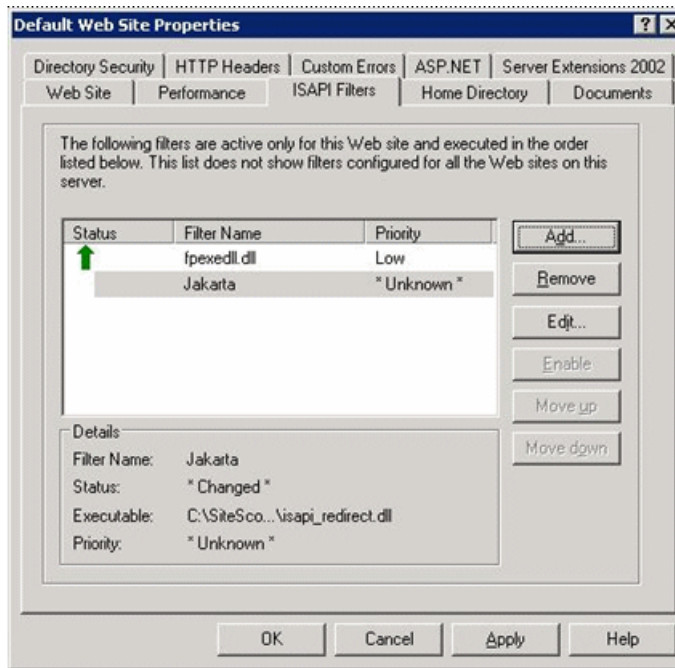 Default Web Site Properties
Directory Security HTTP Headers Custom Errors ASP.NET Server Extensions 2002
Web Site Performance ISAPI Filters Home Directory Documents
The following filters are active only for this Web site and executed in the order
listed below. This list does not show filters configured for all the Web sites on this
server.
Status Filter Name Priority
fpexedll.dll Low
Jakarta * Unknown *
Add...
Remove
Edit...
Enable
Move up
Move down
Details
Filter Name: Jakarta
Status: * Changed *
Executable: C:\SiteSco...\isapi_redirect.dll
Priority: * Unknown *
OK Cancel Apply Help